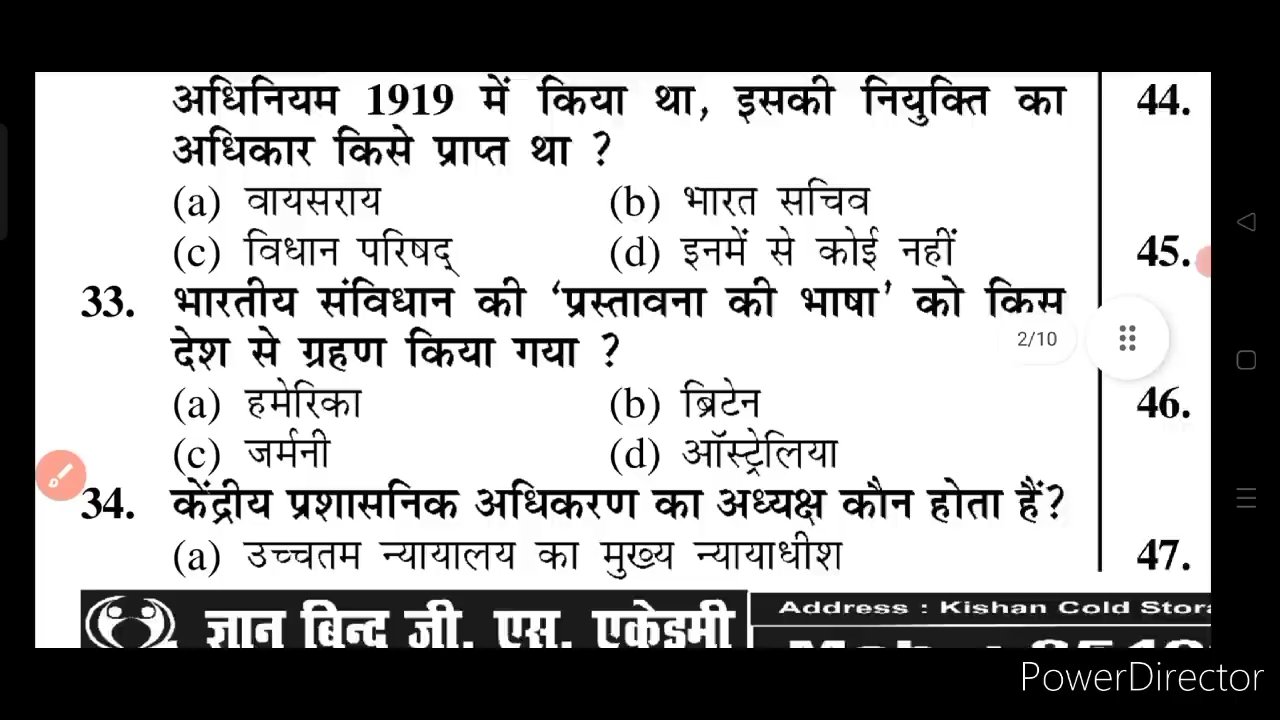 अधिनियम 1919 में किया था, इसकी नियुक्ति का
अधिकार किसे प्राप्त था ?
(a) वायसराय (b) भारत सचिव
(c) विधान परिषद् (d) इनमें से कोई नहीं
33. भारतीय संविधान की ‘प्रस्तावना की भाषा’ को किस
देश से ग्रहण किया गया ?
(a) हमेरिका (b) ब्रिटेन
(c) जर्मनी (d) ऑस्ट्रेलिया
34. केंद्रीय प्रशासनिक अधिकरण का अध्यक्ष कौन होता हैं?
(a) उच्चतम न्यायालय का मुख्य न्यायाधीश
44.
45.
2/10
46.
47.
ज्ञान बिन्दु जी. एस. एकेडमी
Address : Kishan Cold
PowerDirector